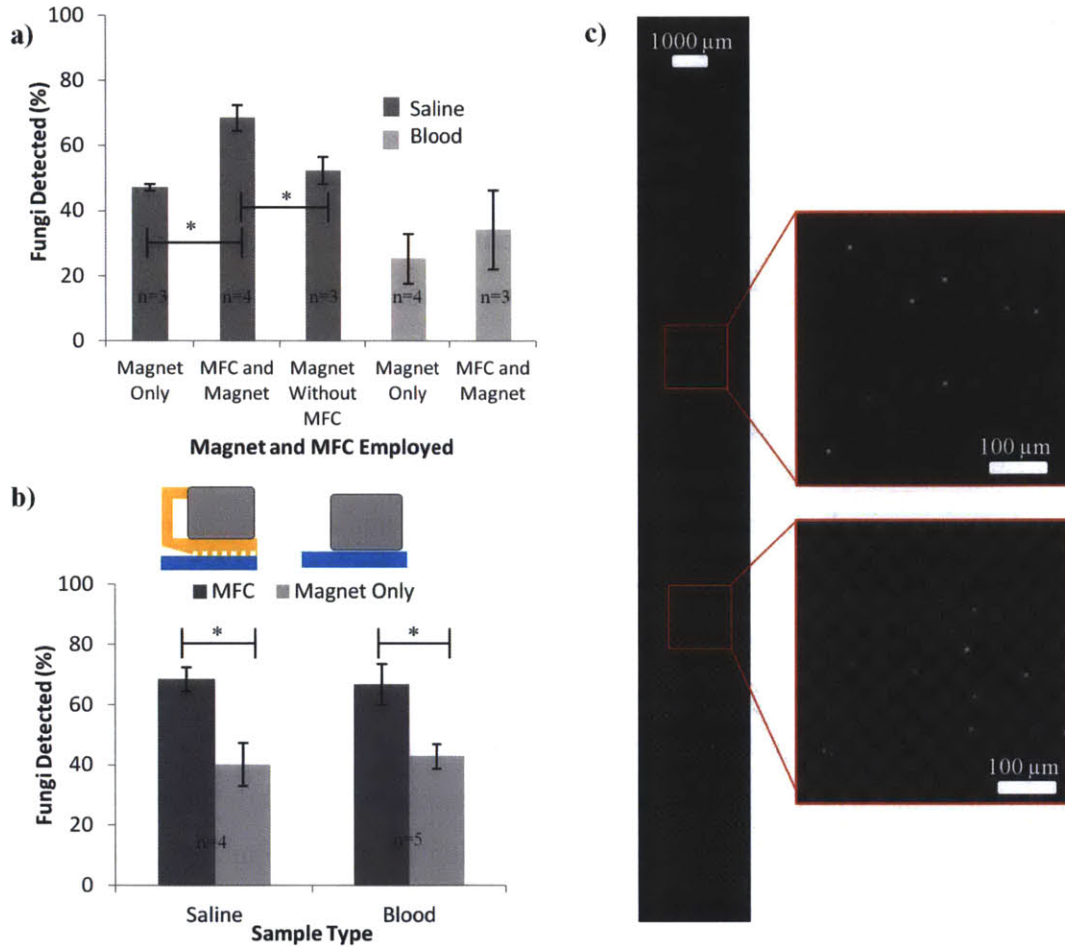 a)
100
80
60
40
20
0
Fungi Detected (%)
Saline
Blood
*
*
n=3
n=4
n=3
n=4
n=3
Magnet Only
MFC and Magnet
Magnet Without MFC
Magnet Only
MFC and Magnet
Magnet and MFC Employed
b)
MFC
Magnet Only
100
80
60
40
20
0
Fungi Detected (%)
*
*
n=4
n=5
Saline
Blood
Sample Type
c)
1000 µm
100 µm
100 µm